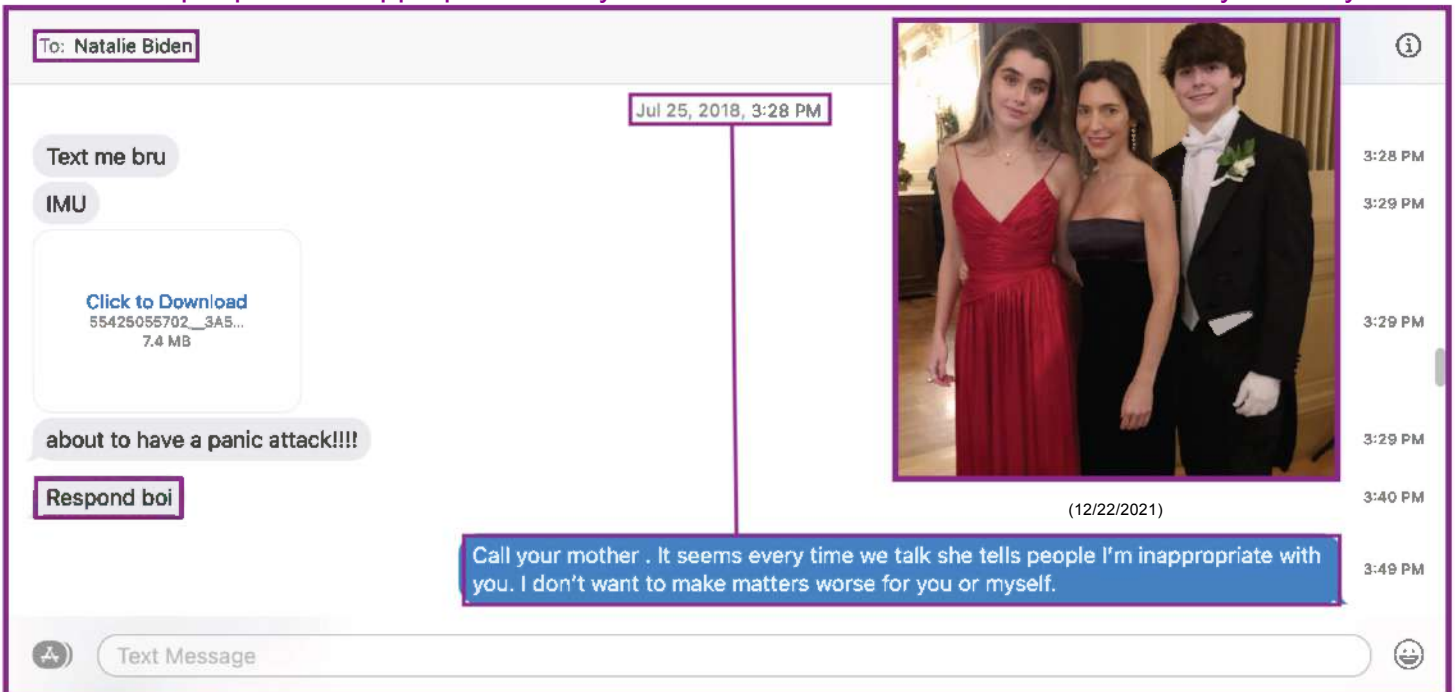 To: Natalie Biden
Jul 25, 2018, 3:28 PM
Text me bru
3:28 PM
IMU
3:29 PM
Click to Download
55425055702__3A5...
7.4 MB
3:29 PM
about to have a panic attack!!!!
3:29 PM
Respond boi
3:40 PM
(12/22/2021)
Call your mother . It seems every time we talk she tells people I'm inappropriate with
you. I don't want to make matters worse for you or myself.
3:49 PM
Text Message